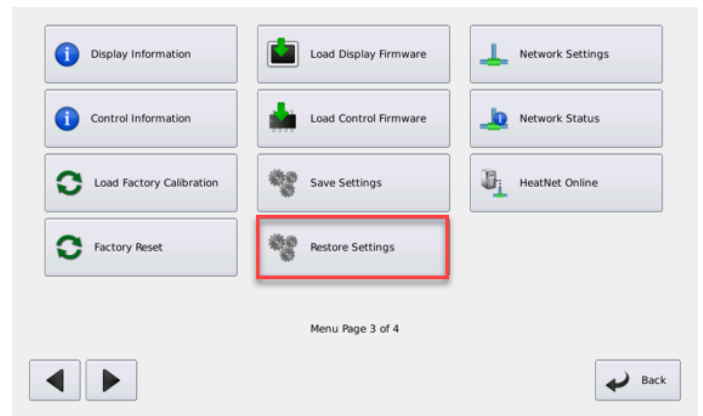 Display Information
Load Display Firmware
Network Settings
Control Information
Load Control Firmware
Network Status
Load Factory Calibration
Save Settings
HeatNet Online
Factory Reset
Restore Settings
Menu Page 3 of 4
Back